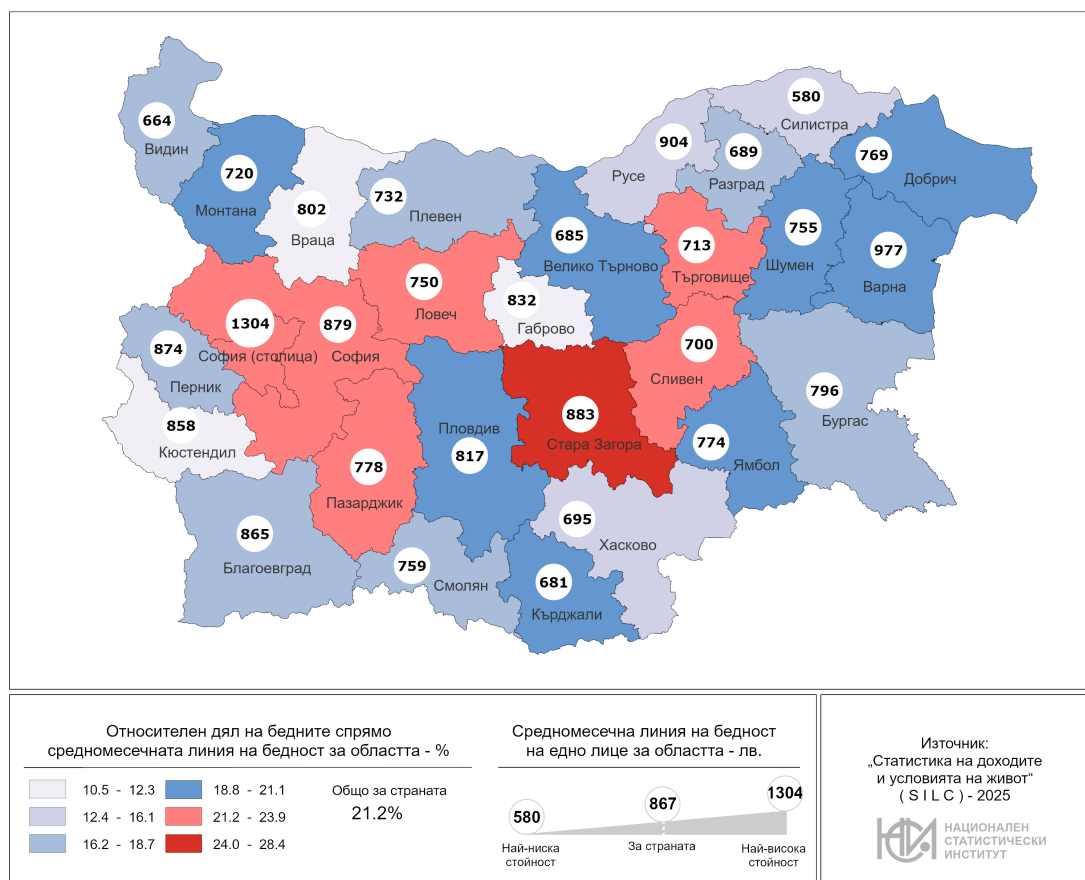 580
Силистра
664
Видин
904
Русе
689
Разград
769
Добрич
720
Монтана
732
Плевен
802
Враца
685
Велико Търново
713
Търговище
755
Шумен
977
Варна
750
Ловеч
832
Габрово
1304
София (столица)
879
София
874
Перник
700
Сливен
796
Бургас
858
Кюстендил
883
Стара Загора
Пловдив
817
774
Ямбол
778
Пазарджик
695
Хасково
865
Благоевград
759
Смолян
681
Кърджали
Относителен дял на бедните спрямо
средномесечната линия на бедност за областта - %
10.5 - 12.3
18.8 - 21.1
12.4 - 16.1
21.2 - 23.9
16.2 - 18.7
24.0 - 28.4
Общо за страната
21.2%
Средномесечна линия на бедност
на едно лице за областта - лв.
580
867
1304
Най-ниска
стойност
За страната
Най-висока
стойност
Източник:
„Статистика на доходите
и условията на живот“
( S I L C ) - 2025
НСИ
НАЦИОНАЛЕН
СТАТИСТИЧЕСКИ
ИНСТИТУТ